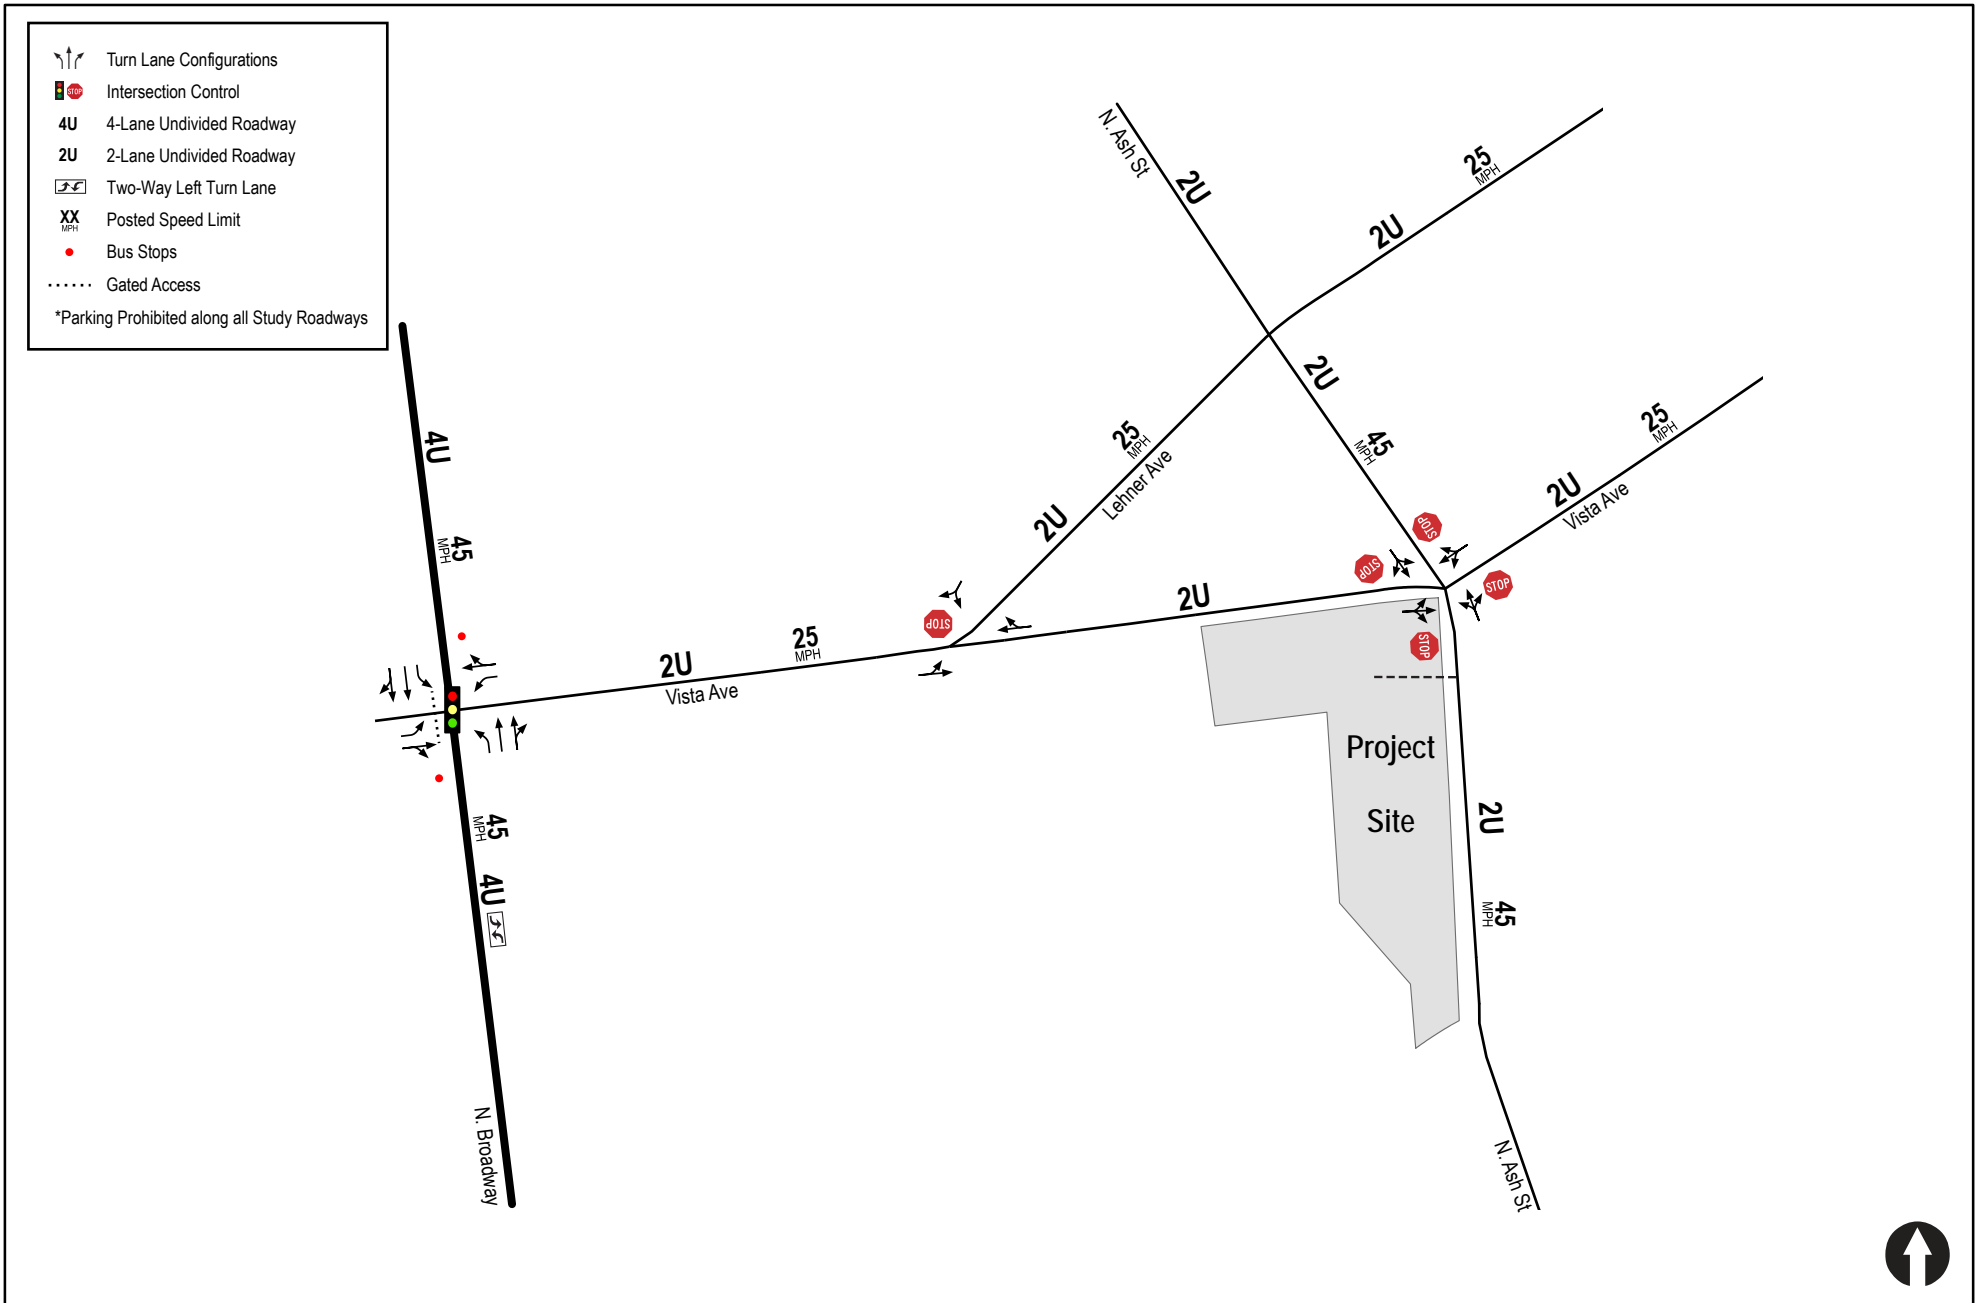 Turn Lane Configurations
STOP
Intersection Control
4U
4-Lane Undivided Roadway
2U
2-Lane Undivided Roadway
Two-Way Left Turn Lane
XX
MPH
Posted Speed Limit
Bus Stops
Gated Access
*Parking Prohibited along all Study Roadways
N. Ash St
2U
25
MPH
2U
2U
4U
25
MPH
Lehner Ave
2U
45
MPH
25
MPH
2U
Vista Ave
45
MPH
STOP
STOP
STOP
STOP
STOP
2U
25
MPH
2U
Vista Ave
Project
Site
45
MPH
4U
2U
45
MPH
N. Broadway
N. Ash St